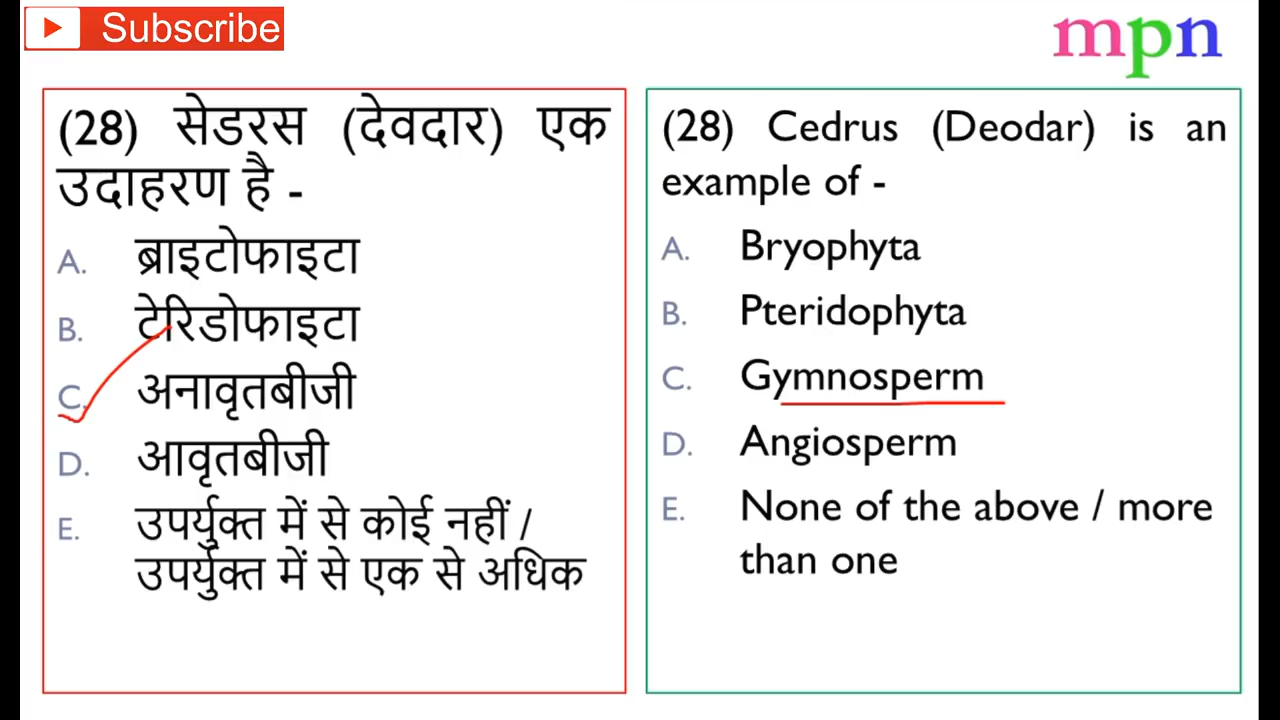 Subscribe
mpn
(28) सेडरस (देवदार) एक
उदाहरण है -
A. ब्राइटोफाइटा
B. टेरिडोफाइटा
C. अनावृतबीजी
D. आवृतबीजी
E. उपर्युक्त में से कोई नहीं /
उपर्युक्त में से एक से अधिक
(28) Cedrus (Deodar) is an
example of -
A. Bryophyta
B. Pteridophyta
C. Gymnosperm
D. Angiosperm
E. None of the above / more
than one